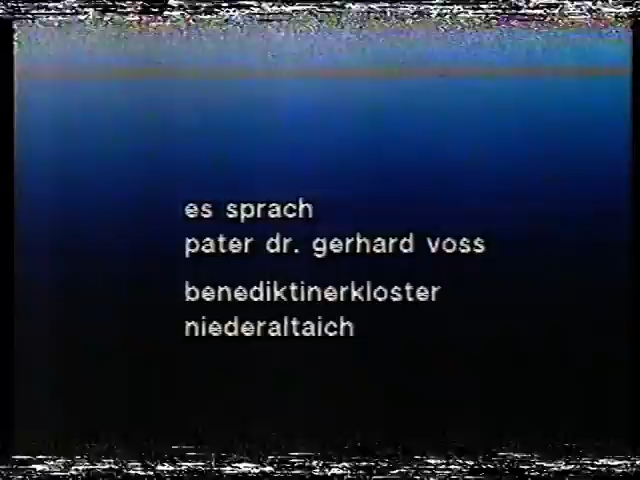 es sprach
pater dr. gerhard voss
benediktinerkloster
niederaltaich